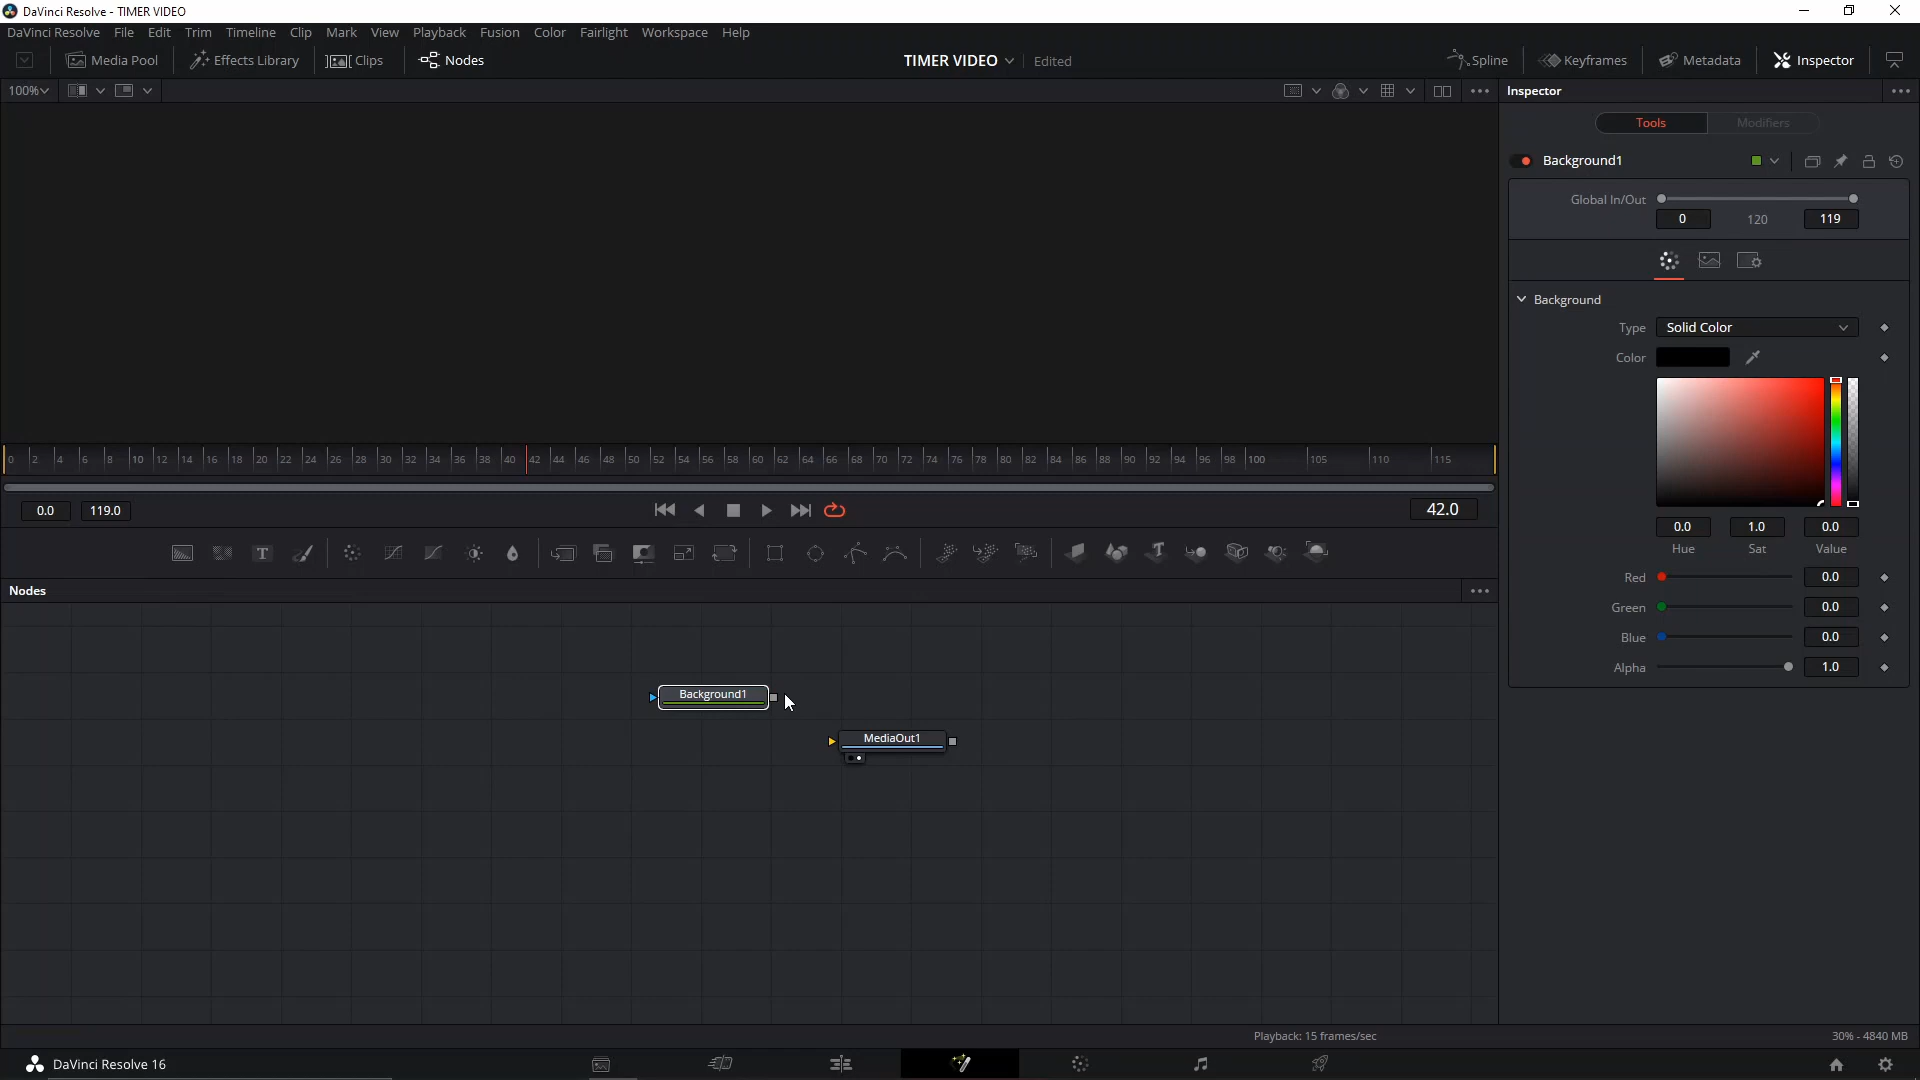 DaVinci Resolve - TIMER VIDEO
DaVinci Resolve File Edit Trim Timeline Clip Mark View Playback Fusion Color Fairlight Workspace Help
Media Pool Effects Library Clips Nodes TIMER VIDEO Edited Spline Keyframes Metadata Inspector
100% Inspector
Tools Modifiers
Background1
Global In/Out
0 120 119
Background
Type Solid Color
Color
0 2 4 6 8 10 12 14 16 18 20 22 24 26 28 30 32 34 36 38 40 42 44 46 48 50 52 54 56 58 60 62 64 66 68 70 72 74 76 78 80 82 84 86 88 90 92 94 96 98 100 105 110 115
0.0 119.0 42.0
0.0 1.0 0.0
Hue Sat Value
Red 0.0
Green 0.0
Blue 0.0
Alpha 1.0
Nodes
Background1
MediaOut1
Playback: 15 frames/sec 30% - 4840 MB
DaVinci Resolve 16